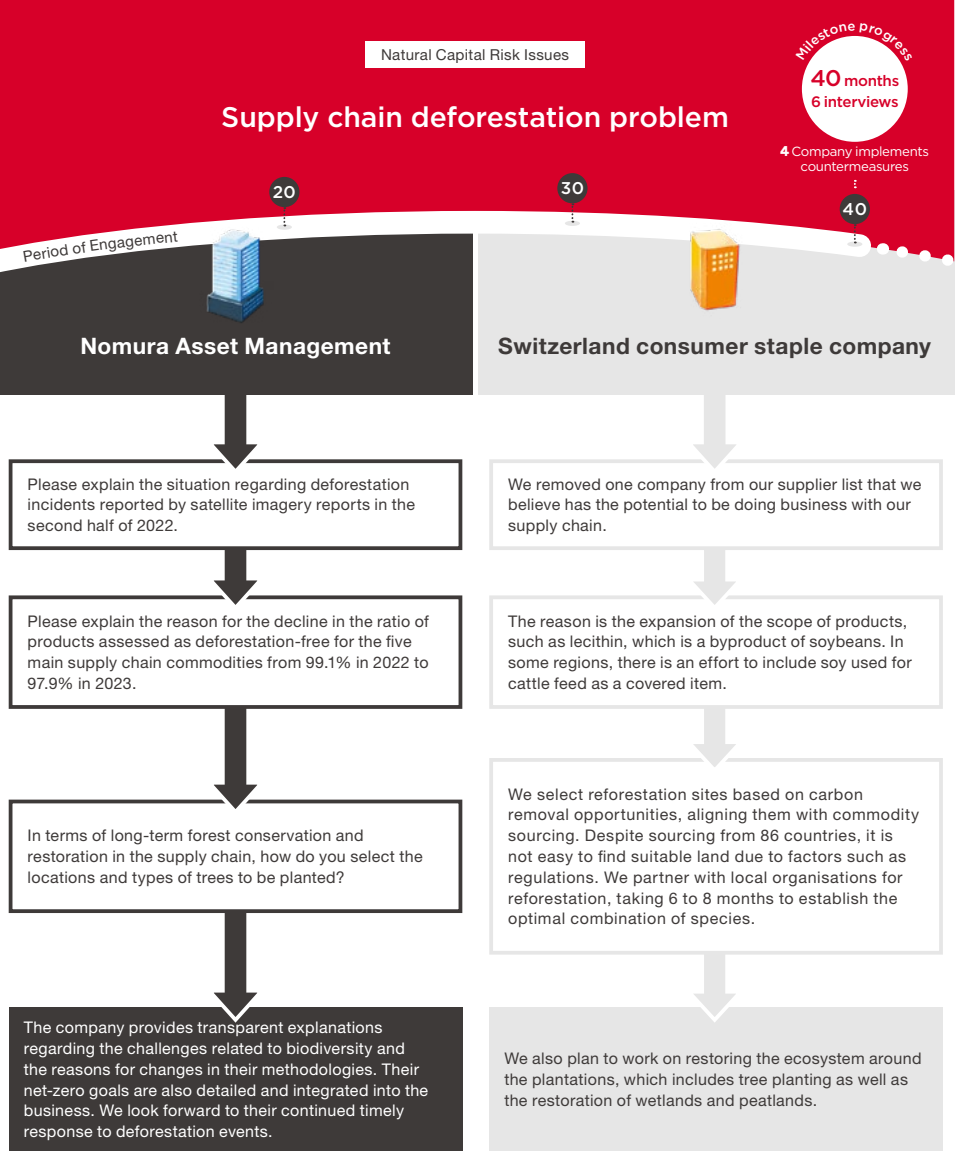 Natural Capital Risk Issues
Supply chain deforestation problem
Milestone progress
40 months
6 interviews
4 Company implements
countermeasures
20
30
40
Period of Engagement
Nomura Asset Management
Switzerland consumer staple company
Please explain the situation regarding deforestation
incidents reported by satellite imagery reports in the
second half of 2022.
We removed one company from our supplier list that we
believe has the potential to be doing business with our
supply chain.
Please explain the reason for the decline in the ratio of
products assessed as deforestation-free for the five
main supply chain commodities from 99.1% in 2022 to
97.9% in 2023.
The reason is the expansion of the scope of products,
such as lecithin, which is a byproduct of soybeans. In
some regions, there is an effort to include soy used for
cattle feed as a covered item.
In terms of long-term forest conservation and
restoration in the supply chain, how do you select the
locations and types of trees to be planted?
We select reforestation sites based on carbon
removal opportunities, aligning them with commodity
sourcing. Despite sourcing from 86 countries, it is
not easy to find suitable land due to factors such as
regulations. We partner with local organisations for
reforestation, taking 6 to 8 months to establish the
optimal combination of species.
The company provides transparent explanations
regarding the challenges related to biodiversity and
the reasons for changes in their methodologies. Their
net-zero goals are also detailed and integrated into the
business. We look forward to their continued timely
response to deforestation events.
We also plan to work on restoring the ecosystem around
the plantations, which includes tree planting as well as
the restoration of wetlands and peatlands.